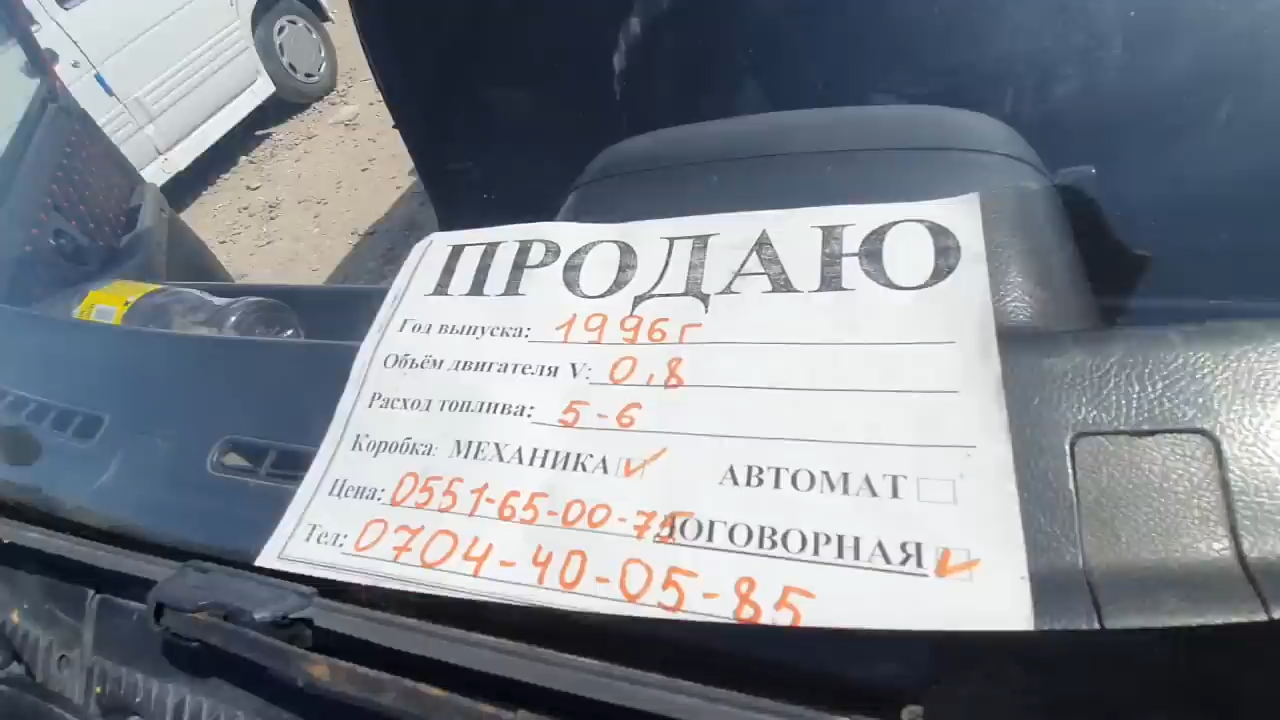 ПРОДАЮ
Год выпуска: 1996г
Объём двигателя V: 0,8
Расход топлива: 5-6
Коробка: МЕХАНИКА ✓ АВТОМАТ
Цена: 0551-65-00-75 ДОГОВОРНАЯ ✓
Тел: 0704-40-05-85